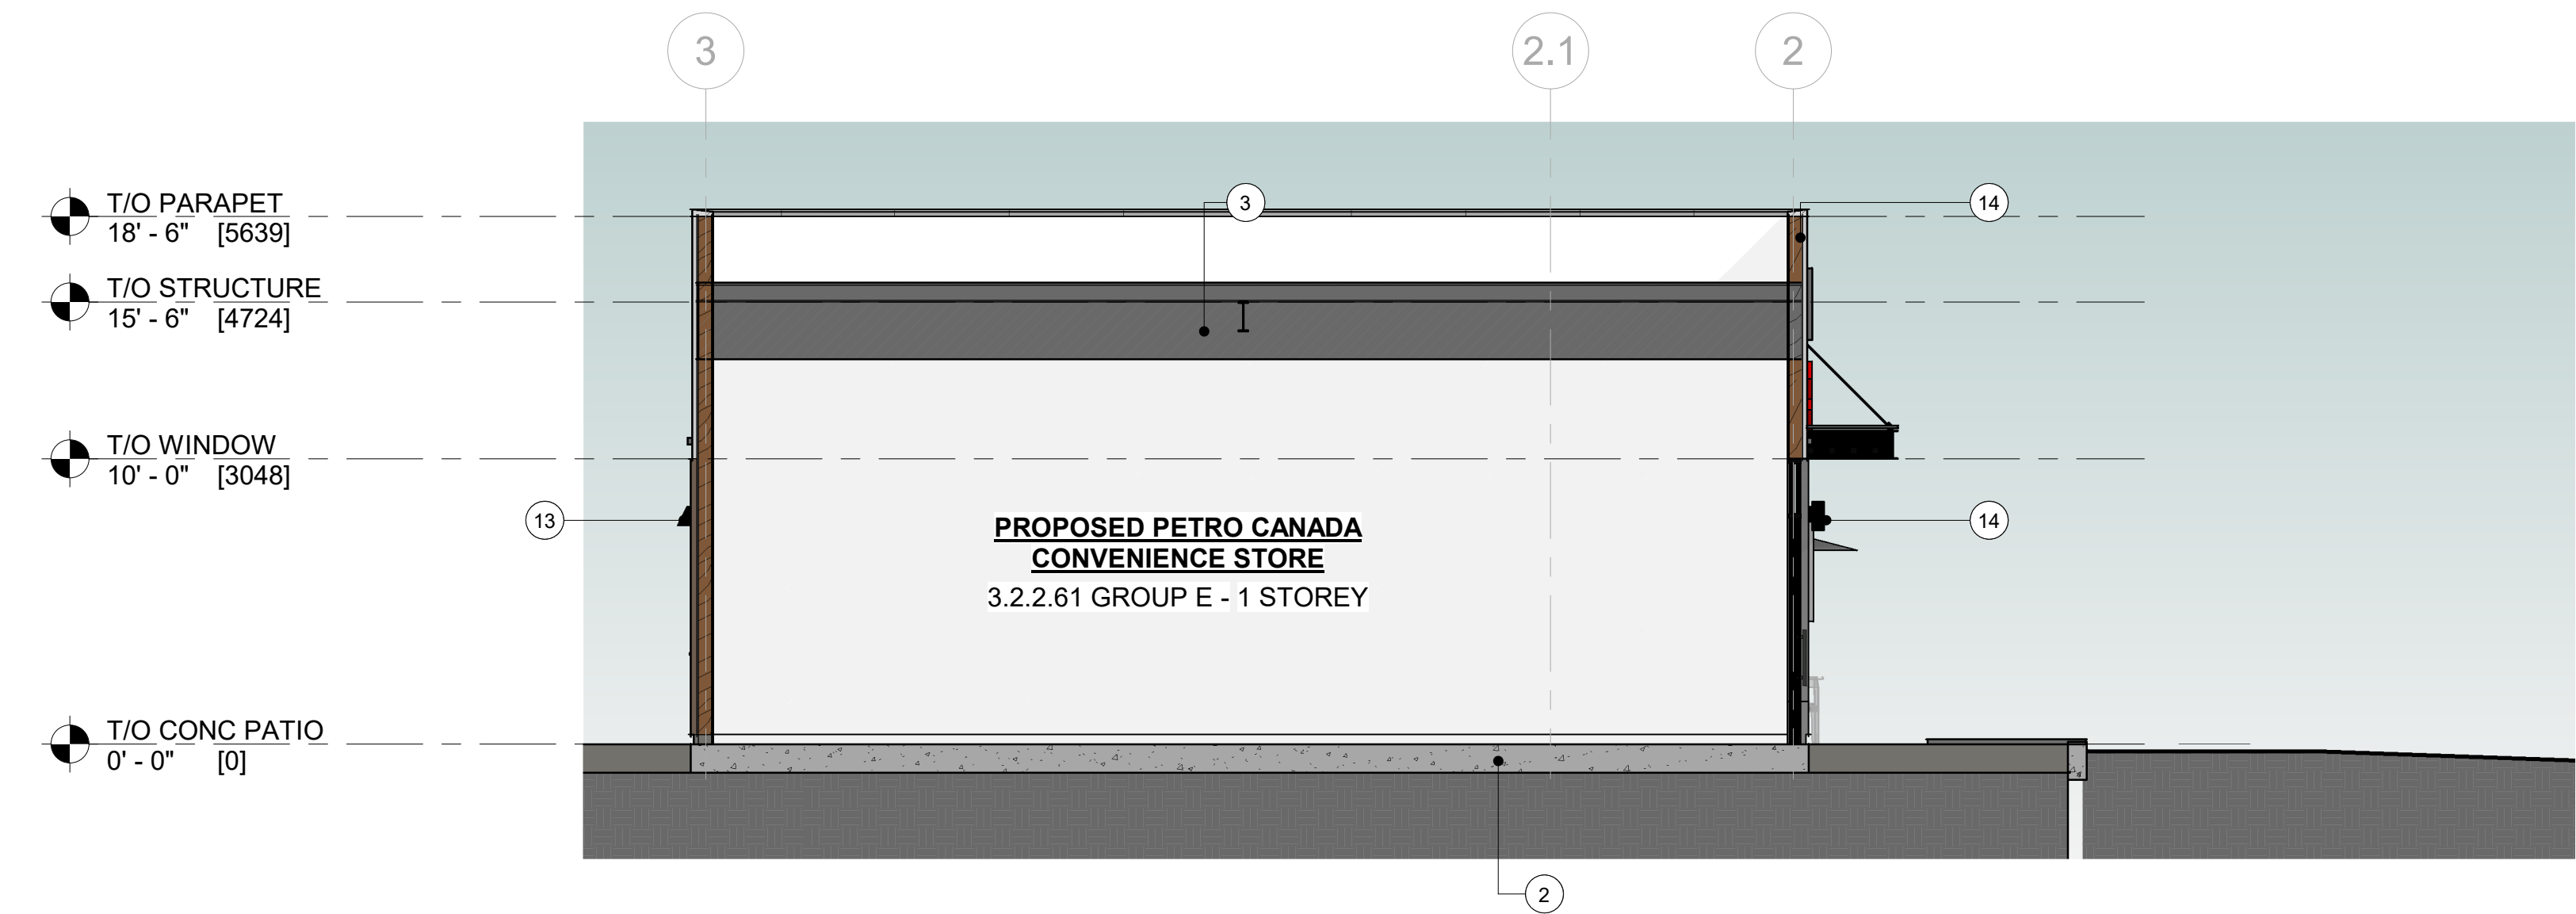 3
2.1
2
T/O PARAPET
18' - 6" [5639]
3
14
T/O STRUCTURE
15' - 6" [4724]
T/O WINDOW
10' - 0" [3048]
13
14
PROPOSED PETRO CANADA
CONVENIENCE STORE
3.2.2.61 GROUP E - 1 STOREY
T/O CONC PATIO
0' - 0" [0]
2